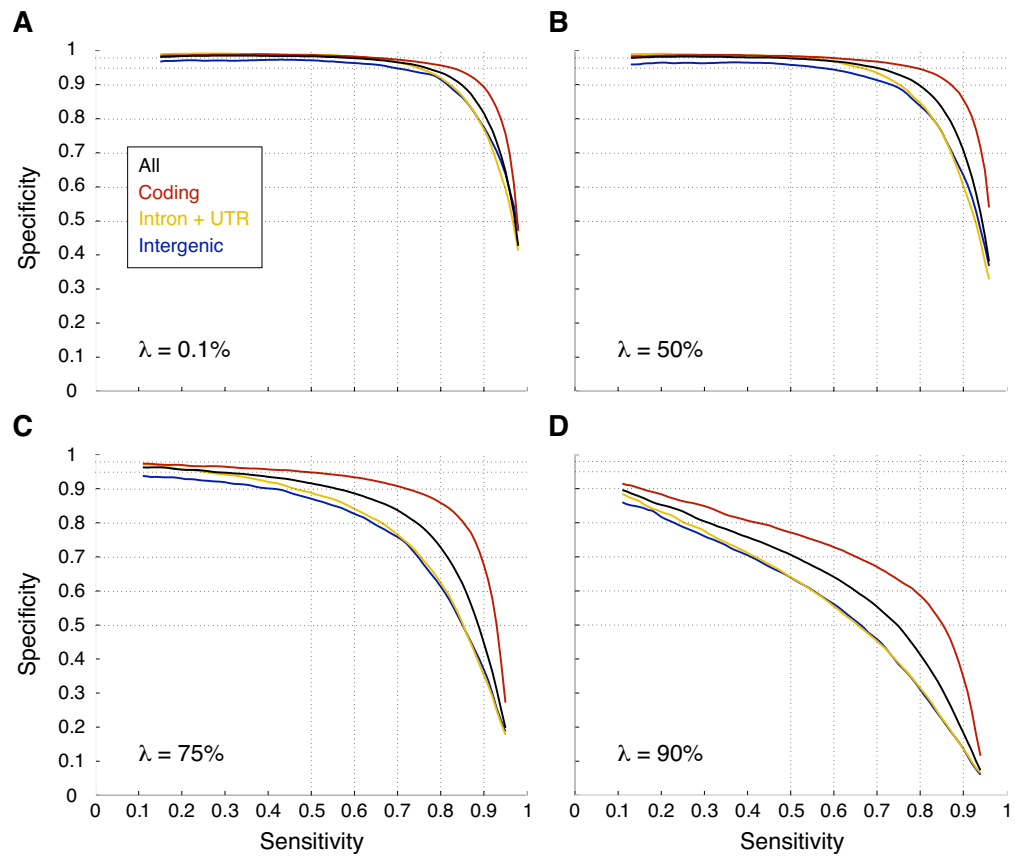 A
B
1
0.9
0.8
0.7
0.6
0.5
0.4
0.3
0.2
0.1
0
Specificity
All
Coding
Intron + UTR
Intergenic
λ = 0.1%
λ = 50%
C
D
1
0.9
0.8
0.7
0.6
0.5
0.4
0.3
0.2
0.1
0
Specificity
λ = 75%
λ = 90%
0 0.1 0.2 0.3 0.4 0.5 0.6 0.7 0.8 0.9 1
0 0.1 0.2 0.3 0.4 0.5 0.6 0.7 0.8 0.9 1
Sensitivity
Sensitivity